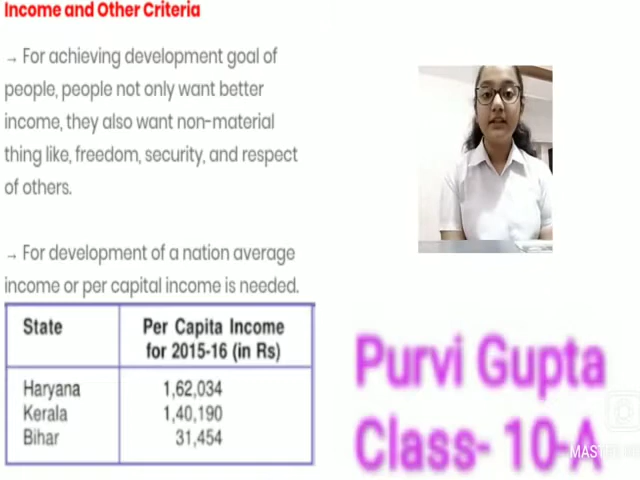 Income and Other Criteria
→ For achieving development goal of
people, people not only want better
income, they also want non-material
thing like, freedom, security, and respect
of others.
→ For development of a nation average
income or per capital income is needed.
State Per Capita Income
for 2015-16 (in Rs)
Haryana 1,62,034
Kerala 1,40,190
Bihar 31,454
Purvi Gupta
Class- 10-A
MASTER